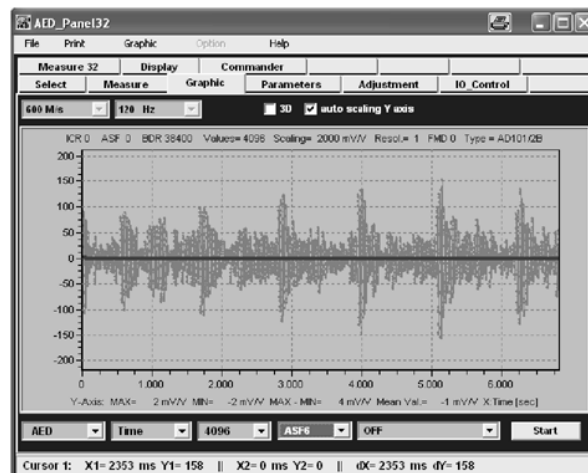 AED_Panel32
File Print Graphic Option Help
Measure 32 Display Commander
Select Measure Graphic Parameters Adjustment IO_Control
600 M/s 120 Hz 3D auto scaling Y axis
ICR 0 ASF 0 BDR 38400 Values= 4096 Scaling= 2000 mV/V Resol.= 1 FMD 0 Type = AD101/2B
200
150
100
50
0
-50
-100
-150
-200
0 1.000 2.000 3.000 4.000 5.000 6.000
Y-Axis: MAX= 2 mV/V MIN= -2 mV/V MAX - MIN= 4 mV/V Mean Val.= -1 mV/V X:Time [sec]
AED Time 4096 ASF6 OFF Start
Cursor 1: X1= 2353 ms Y1= 158 || X2= 0 ms Y2= 0 || dX= 2353 ms dY= 158